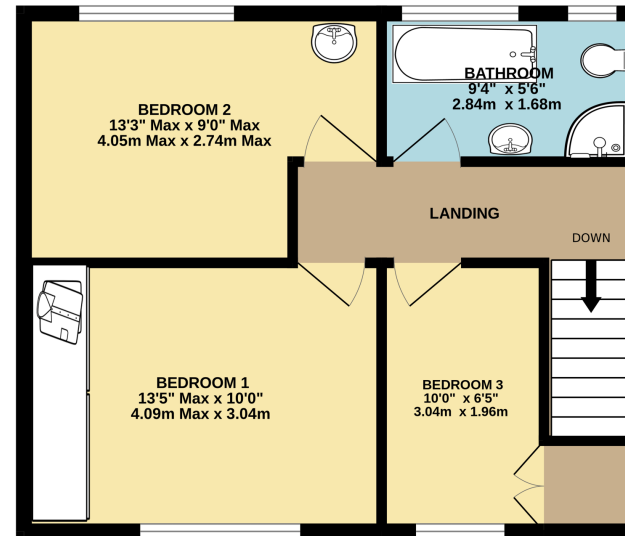 BEDROOM 2
13'3" Max x 9'0" Max
4.05m Max x 2.74m Max
BATHROOM
9'4" x 5'6"
2.84m x 1.68m
LANDING
DOWN
BEDROOM 1
13'5" Max x 10'0"
4.09m Max x 3.04m
BEDROOM 3
10'0" x 6'5"
3.04m x 1.96m